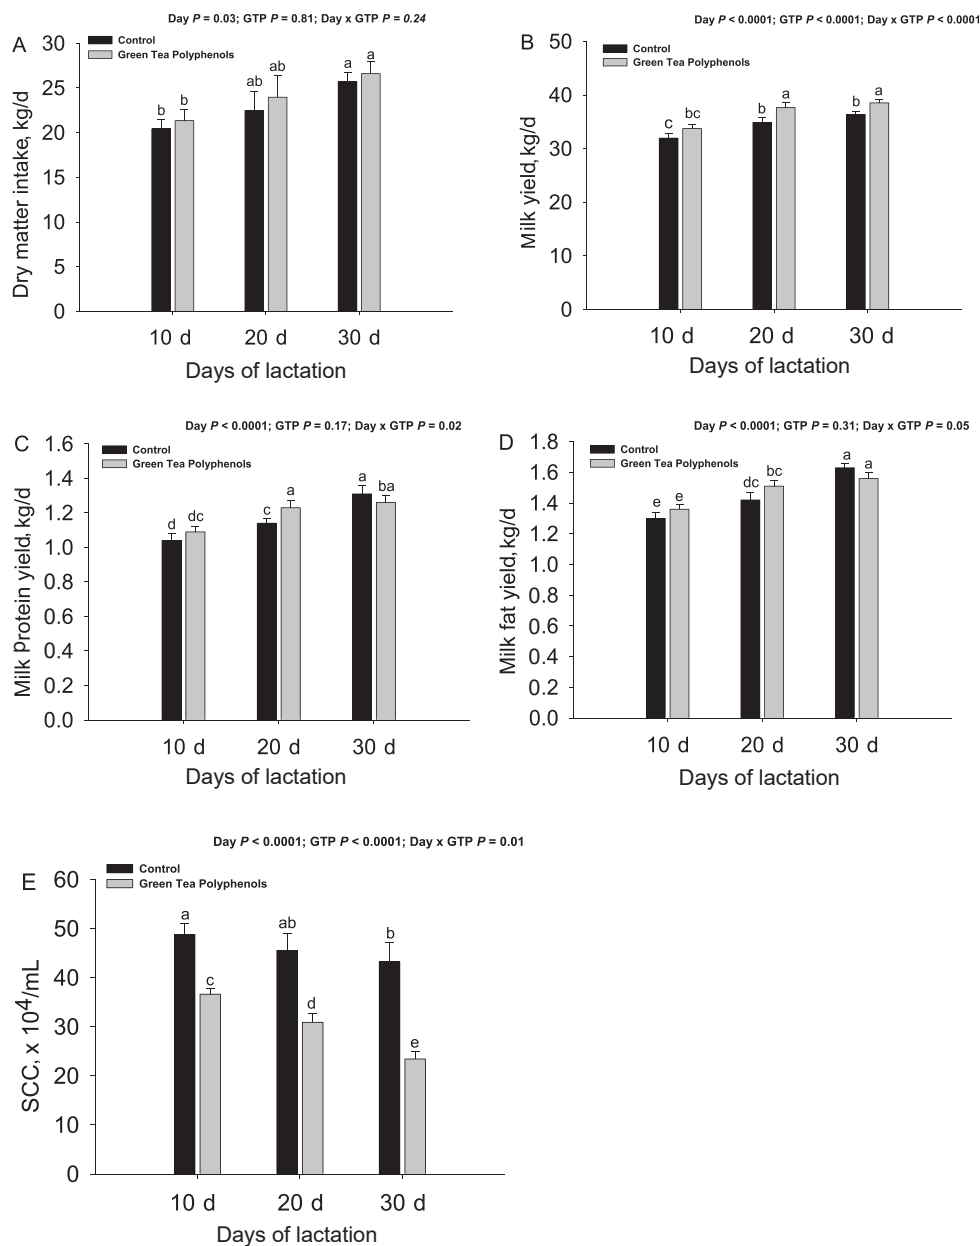 Day P = 0.03; GTP P = 0.81; Day x GTP P = 0.24
A
Control
Green Tea Polyphenols
30
25
20
15
10
5
0
Dry matter intake, kg/d
b
b
ab
ab
a
a
10 d
20 d
30 d
Days of lactation
Day P < 0.0001; GTP P < 0.0001; Day x GTP P < 0.0001
B
Control
Green Tea Polyphenols
50
40
30
20
10
0
Milk yield, kg/d
c
bc
b
a
b
a
10 d
20 d
30 d
Days of lactation
Day P < 0.0001; GTP P = 0.17; Day x GTP P = 0.02
C
Control
Green Tea Polyphenols
1.6
1.4
1.2
1.0
0.8
0.6
0.4
0.2
0.0
Milk protein yield, kg/d
d
dc
c
a
a
ba
10 d
20 d
30 d
Days of lactation
Day P < 0.0001; GTP P = 0.31; Day x GTP P = 0.05
D
Control
Green Tea Polyphenols
1.8
1.6
1.4
1.2
1.0
0.8
0.6
0.4
0.2
0.0
Milk fat yield, kg/d
e
e
dc
bc
a
a
10 d
20 d
30 d
Days of lactation
Day P < 0.0001; GTP P < 0.0001; Day x GTP P = 0.01
E
Control
Green Tea Polyphenols
60
50
40
30
20
10
0
SCC, x 10⁴/mL
a
c
ab
d
b
e
10 d
20 d
30 d
Days of lactation